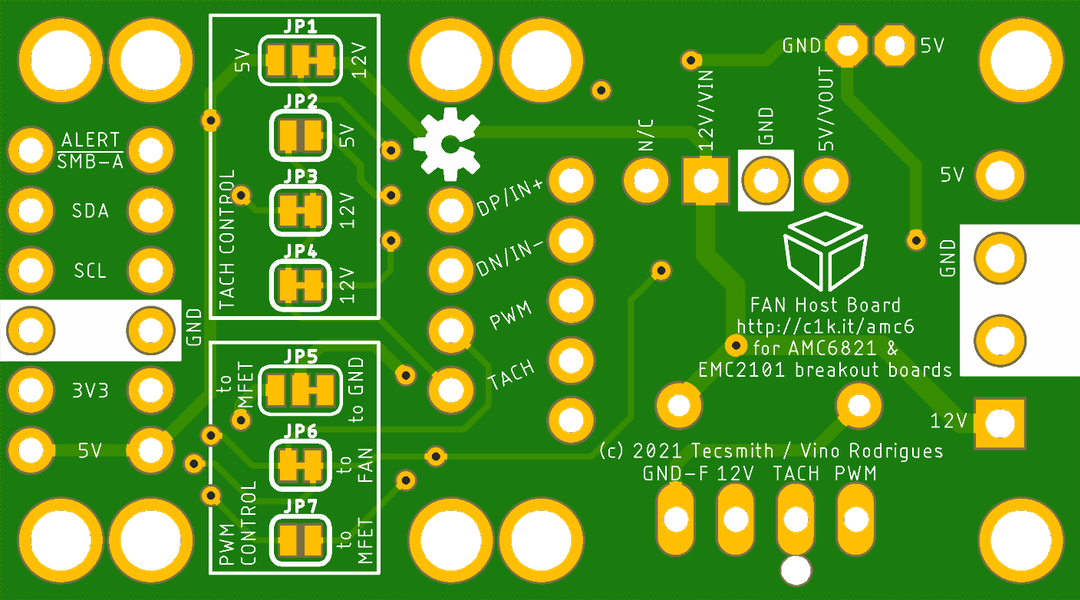 JP1
5V
12V
JP2
5V
JP3
12V
JP4
12V
TACH CONTROL
ALERT
SMB-A
SDA
SCL
GND
3V3
5V
JP5
to
MFET
to GND
JP6
to
FAN
JP7
to
MFET
PWM
CONTROL
DP/IN+
DN/IN-
PWM
TACH
GND
5V
N/C
12V/VIN
GND
5V/VOUT
5V
GND
12V
FAN Host Board
http://c1k.it/amc6
for AMC6821 &
EMC2101 breakout boards
(c) 2021 Tecsmith / Vino Rodrigues
GND-F 12V TACH PWM